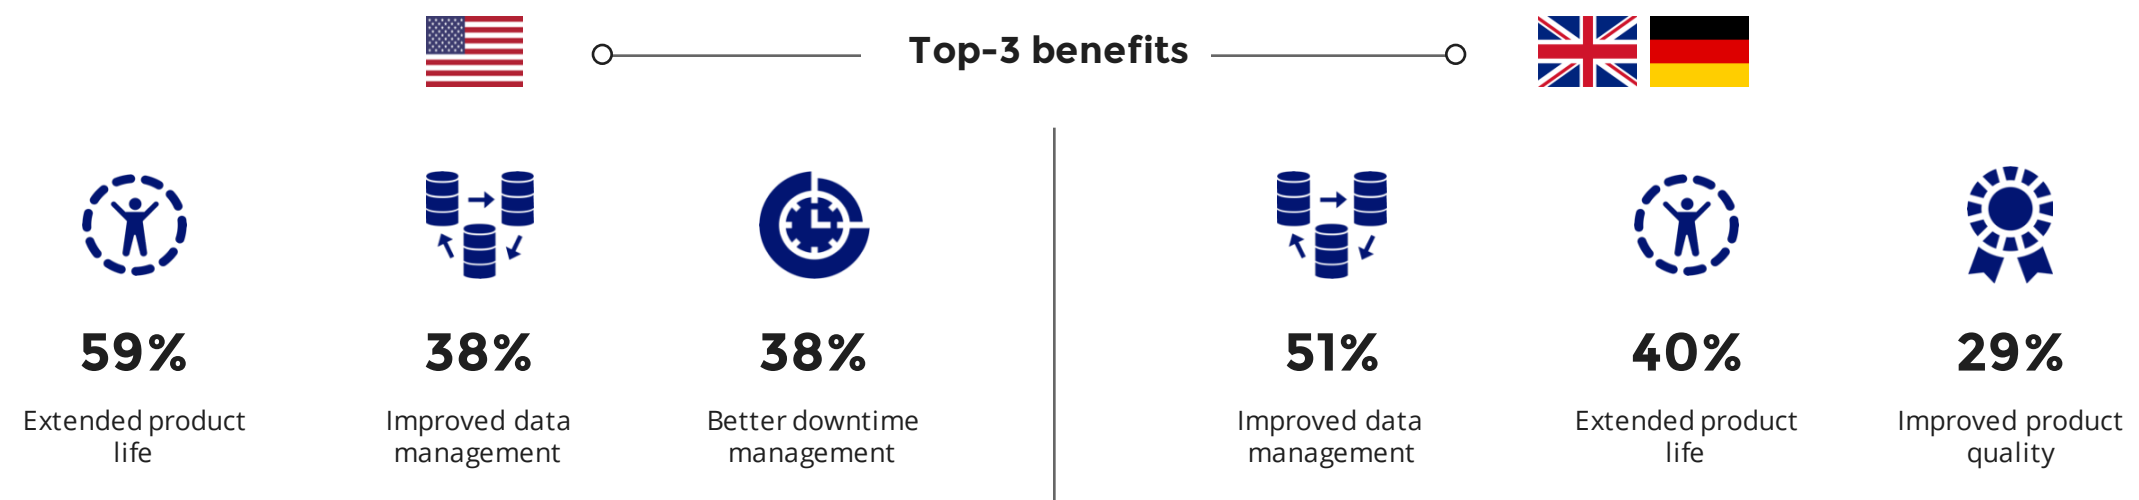 Top-3 benefits
59%
Extended product
life
38%
Improved data
management
38%
Better downtime
management
51%
Improved data
management
40%
Extended product
life
29%
Improved product
quality